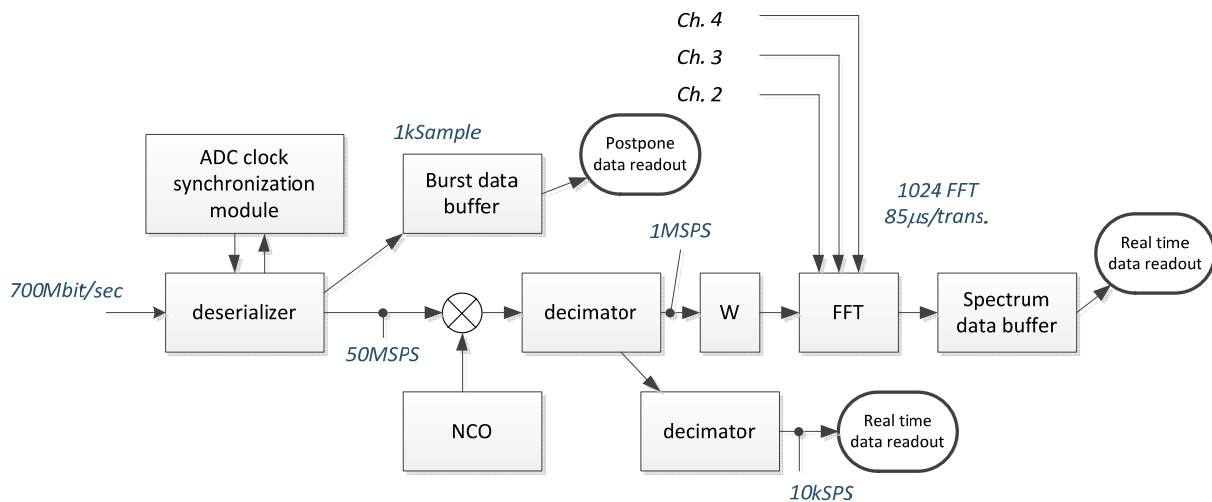 Ch. 4
Ch. 3
Ch. 2
1kSample
ADC clock
synchronization
module
Burst data
buffer
Postpone
data readout
1024 FFT
85µs/trans.
1MSPS
Real time
data readout
700Mbit/sec
deserializer
50MSPS
decimator
W
FFT
Spectrum
data buffer
NCO
decimator
10kSPS
Real time
data readout